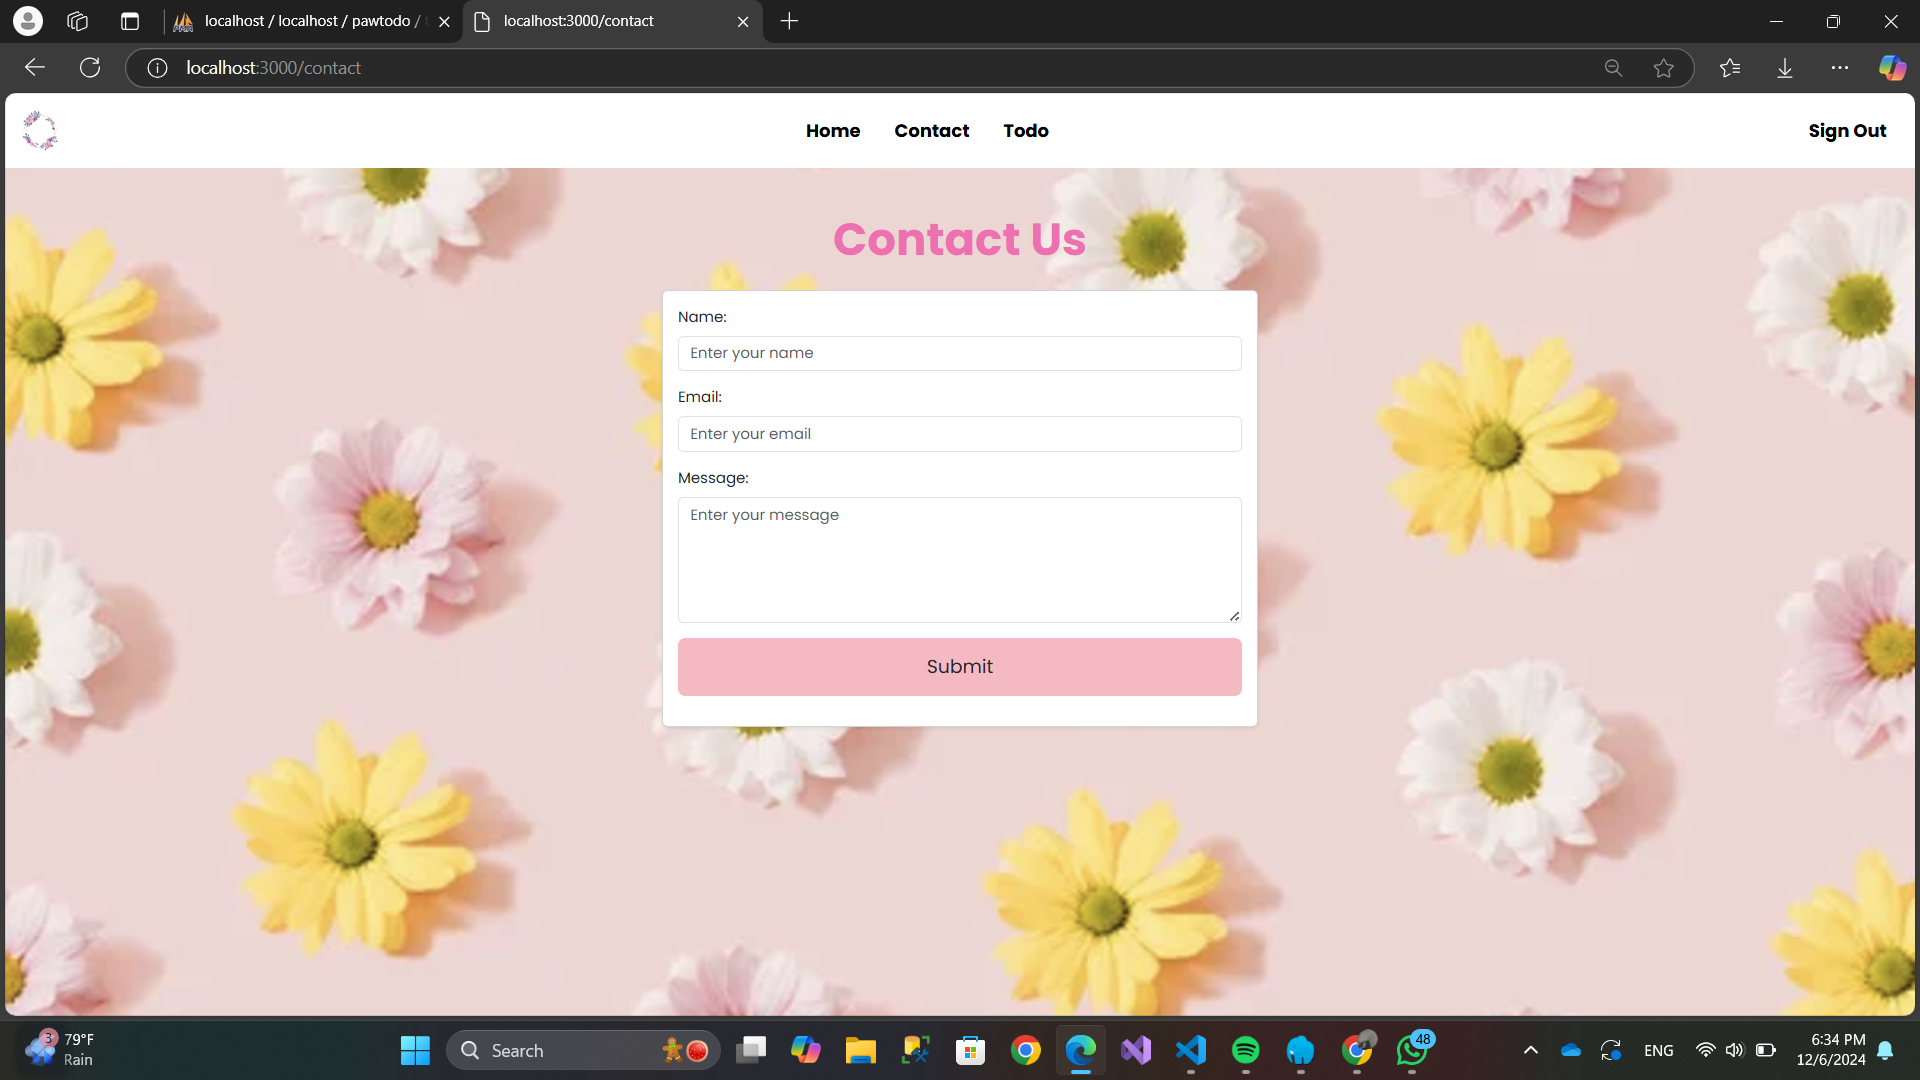 localhost / localhost / pawtodo /
localhost:3000/contact
localhost:3000/contact
Home
Contact
Todo
Sign Out
Contact Us
Name:
Enter your name
Email:
Enter your email
Message:
Enter your message
Submit
3
79°F
Rain
Search
48
ENG
6:34 PM
12/6/2024